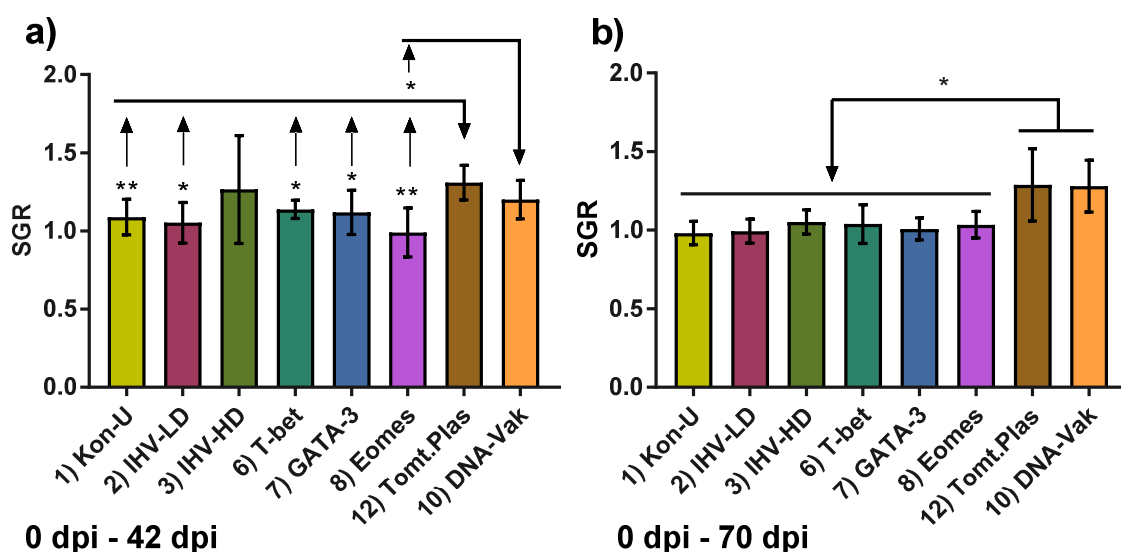 a)
SGR
2.0
1.5
1.0
0.5
0.0
**
*
*
*
**
*
1) Kon-U
2) IHV-LD
3) IHV-HD
6) T-bet
7) GATA-3
8) Eomes
12) Tomt.Plas
10) DNA-Vak
0 dpi - 42 dpi
b)
SGR
2.0
1.5
1.0
0.5
0.0
*
1) Kon-U
2) IHV-LD
3) IHV-HD
6) T-bet
7) GATA-3
8) Eomes
12) Tomt.Plas
10) DNA-Vak
0 dpi - 70 dpi